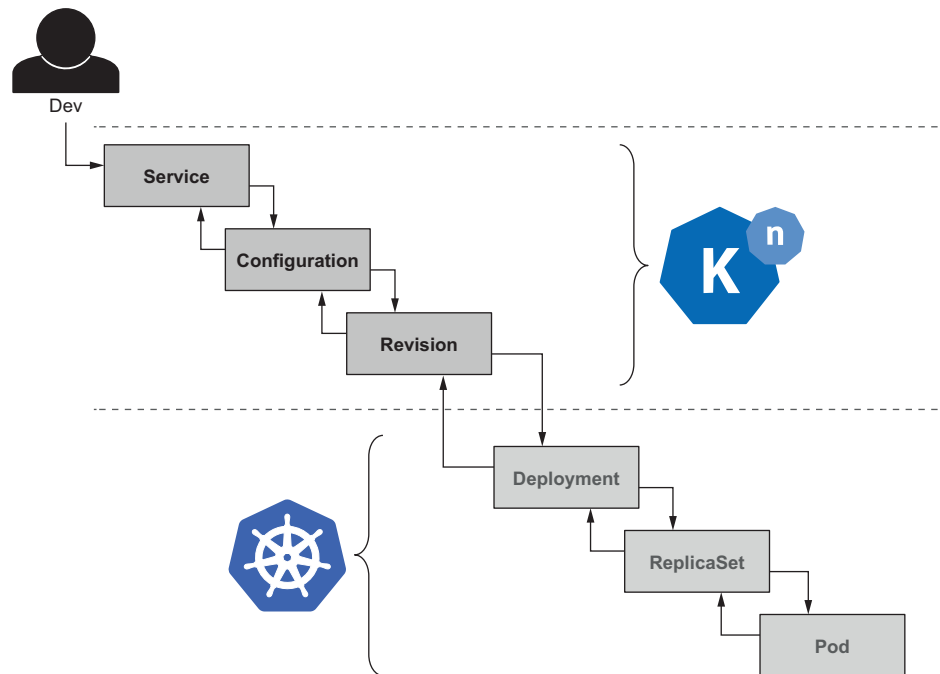 Dev
Service
Configuration
K
n
Revision
Deployment
ReplicaSet
Pod